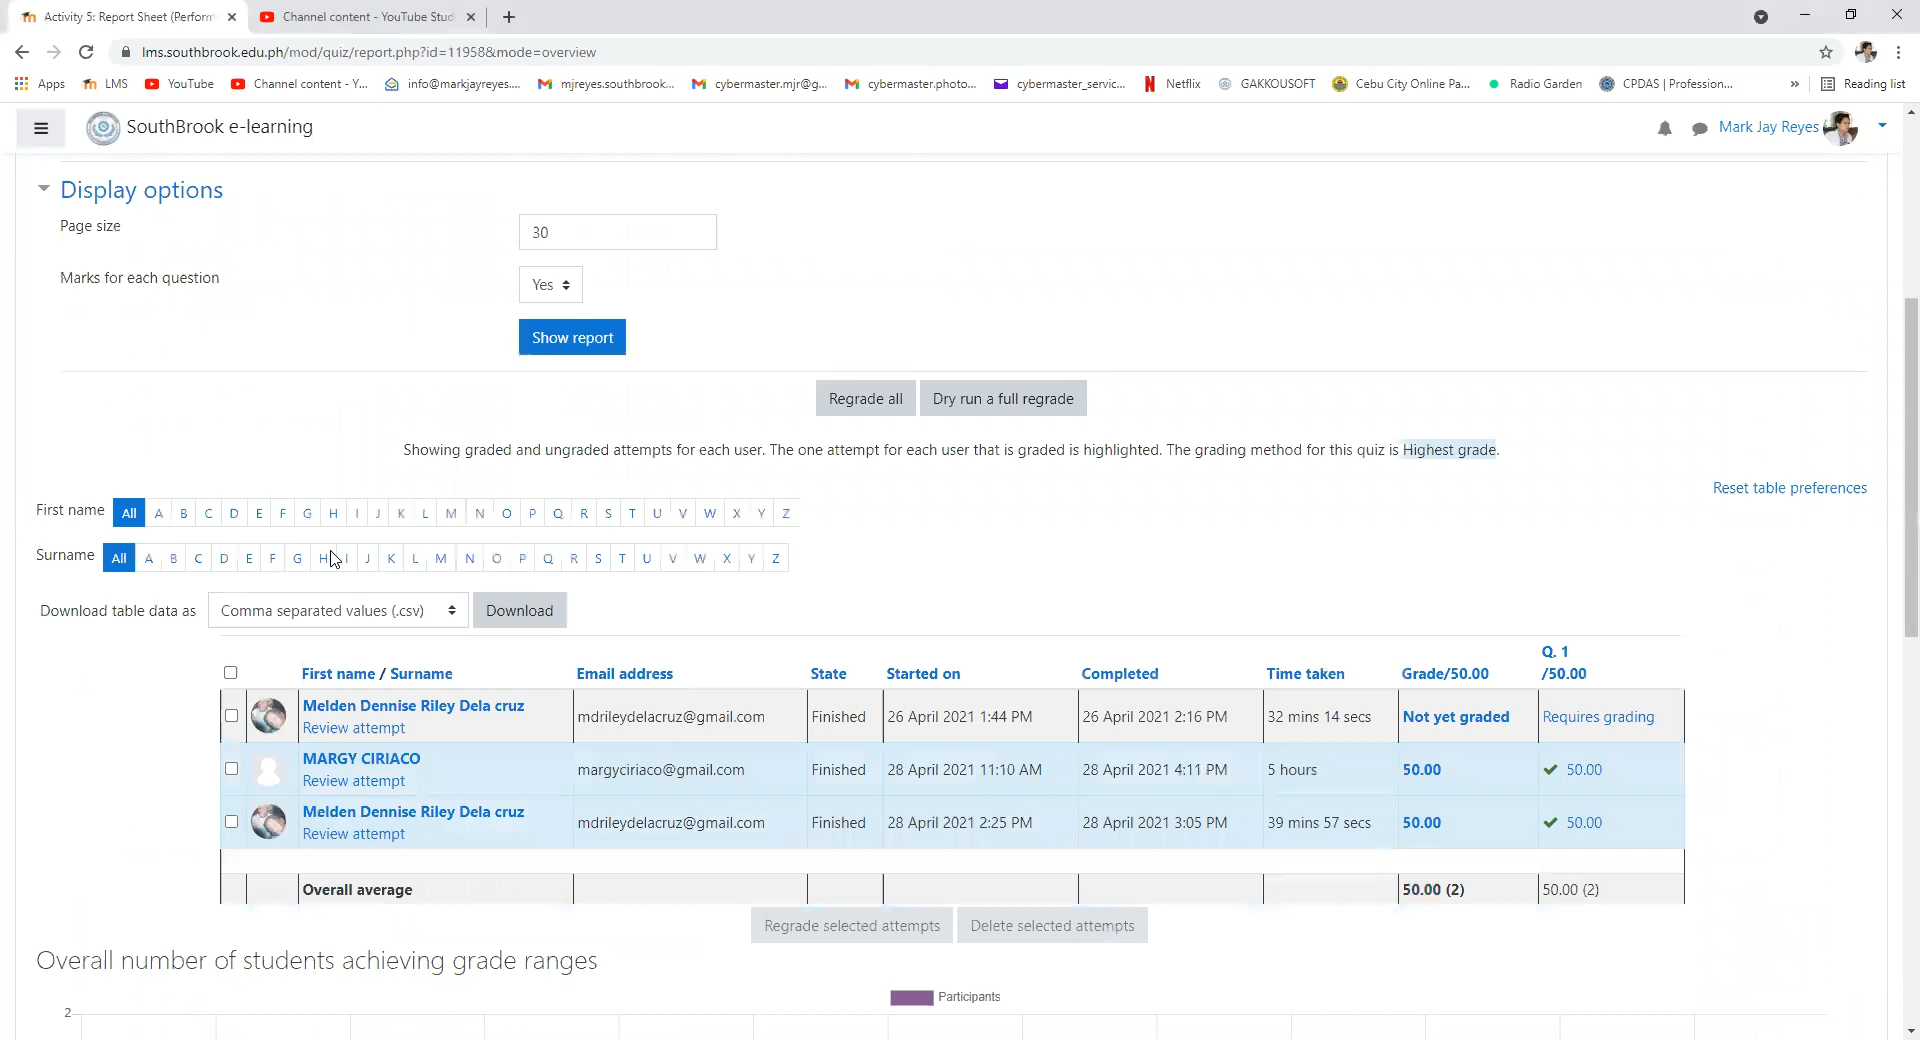 Activity 5: Report Sheet (Perform
Channel content - YouTube Stud
lms.southbrook.edu.ph/mod/quiz/report.php?id=11958&mode=overview
Apps
LMS
YouTube
Channel content - Y...
info@markjayreyes....
mjreyes.southbrook...
cybermaster.mjr@g...
cybermaster.photo...
cybermaster_servic...
Netflix
GAKKOUSOFT
Cebu City Online Pa...
Radio Garden
CPDAS | Profession...
»
Reading list
SouthBrook e-learning
Mark Jay Reyes
Display options
Page size
30
Marks for each question
Yes
Show report
Regrade all
Dry run a full regrade
Showing graded and ungraded attempts for each user. The one attempt for each user that is graded is highlighted. The grading method for this quiz is Highest grade.
Reset table preferences
First name All A B C D E F G H I J K L M N O P Q R S T U V W X Y Z
Surname All A B C D E F G H I J K L M N O P Q R S T U V W X Y Z
Download table data as Comma separated values (.csv) Download
First name / Surname Email address State Started on Completed Time taken Grade/50.00 Q. 1 /50.00
Melden Dennise Riley Dela cruz mdrileydelacruz@gmail.com Finished 26 April 2021 1:44 PM 26 April 2021 2:16 PM 32 mins 14 secs Not yet graded Requires grading
Review attempt
MARGY CIRIACO margyciriaco@gmail.com Finished 28 April 2021 11:10 AM 28 April 2021 4:11 PM 5 hours 50.00 50.00
Review attempt
Melden Dennise Riley Dela cruz mdrileydelacruz@gmail.com Finished 28 April 2021 2:25 PM 28 April 2021 3:05 PM 39 mins 57 secs 50.00 50.00
Review attempt
Overall average 50.00 (2) 50.00 (2)
Regrade selected attempts
Delete selected attempts
Overall number of students achieving grade ranges
Participants
2